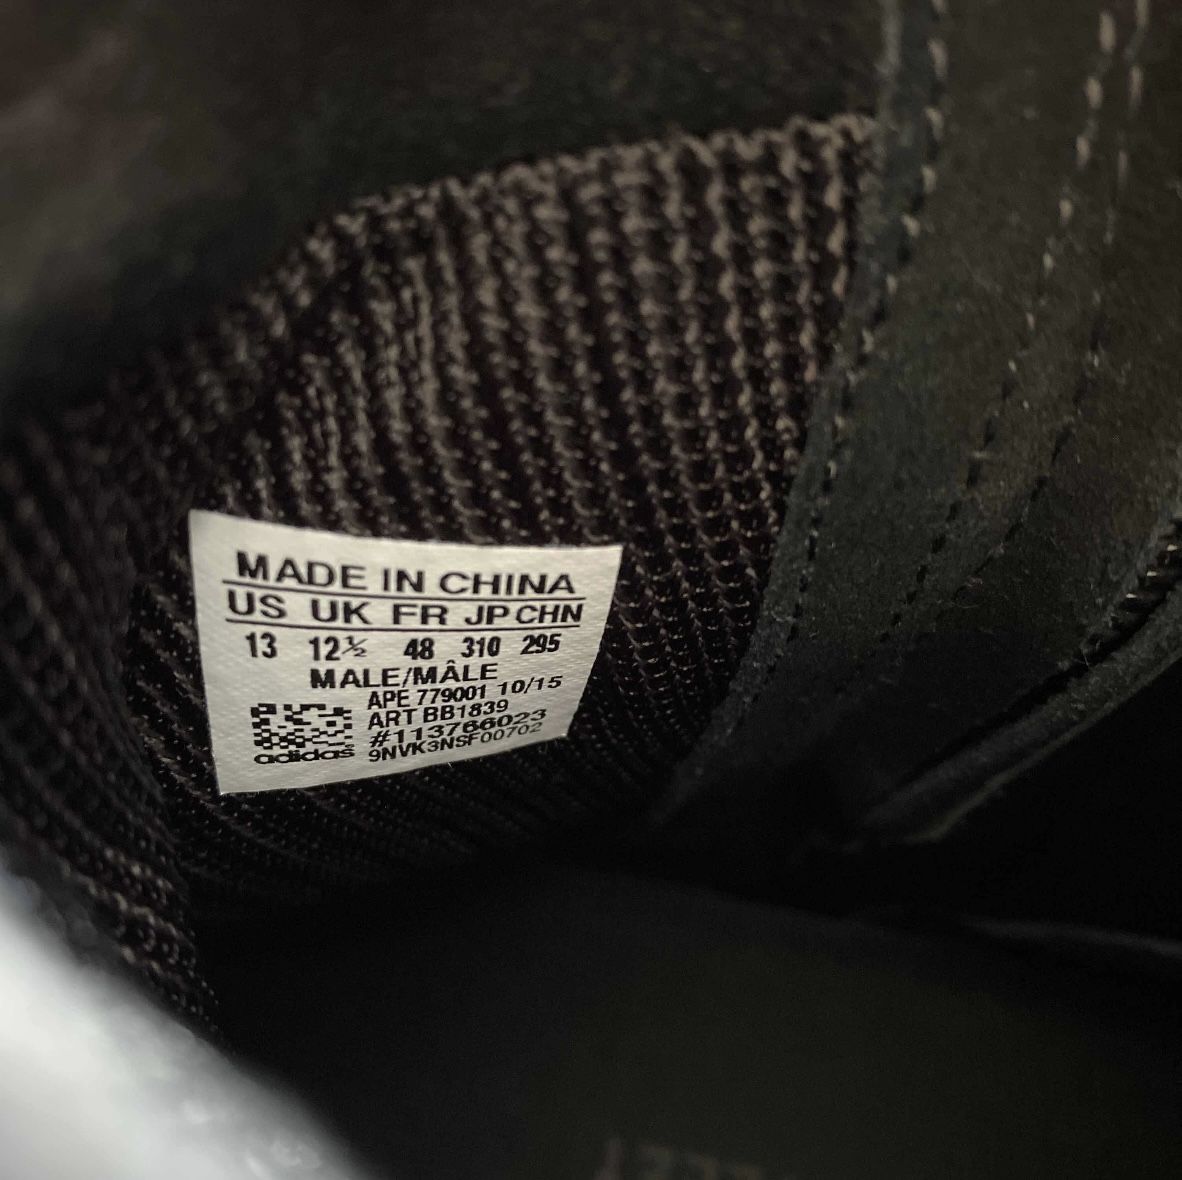 MADE IN CHINA
US UK FR JP CHN
13 12½ 48 310 295
MALE/MÂLE
APE 779001 10/15
ART BB1839
#113766023
adidas 9NVK3NSF00702